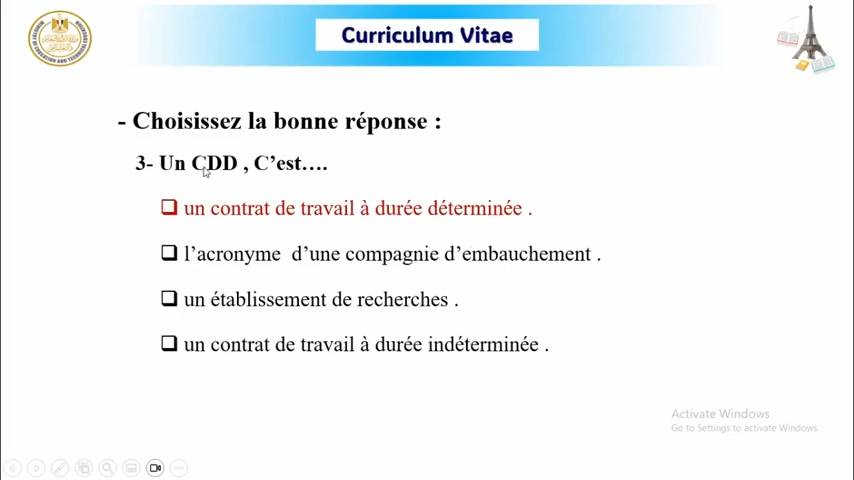 Curriculum Vitae
- Choisissez la bonne réponse :
3- Un CDD , C’est….
un contrat de travail à durée déterminée .
l’acronyme d’une compagnie d’embauchement .
un établissement de recherches .
un contrat de travail à durée indéterminée .
Activate Windows
Go to Settings to activate Windows.